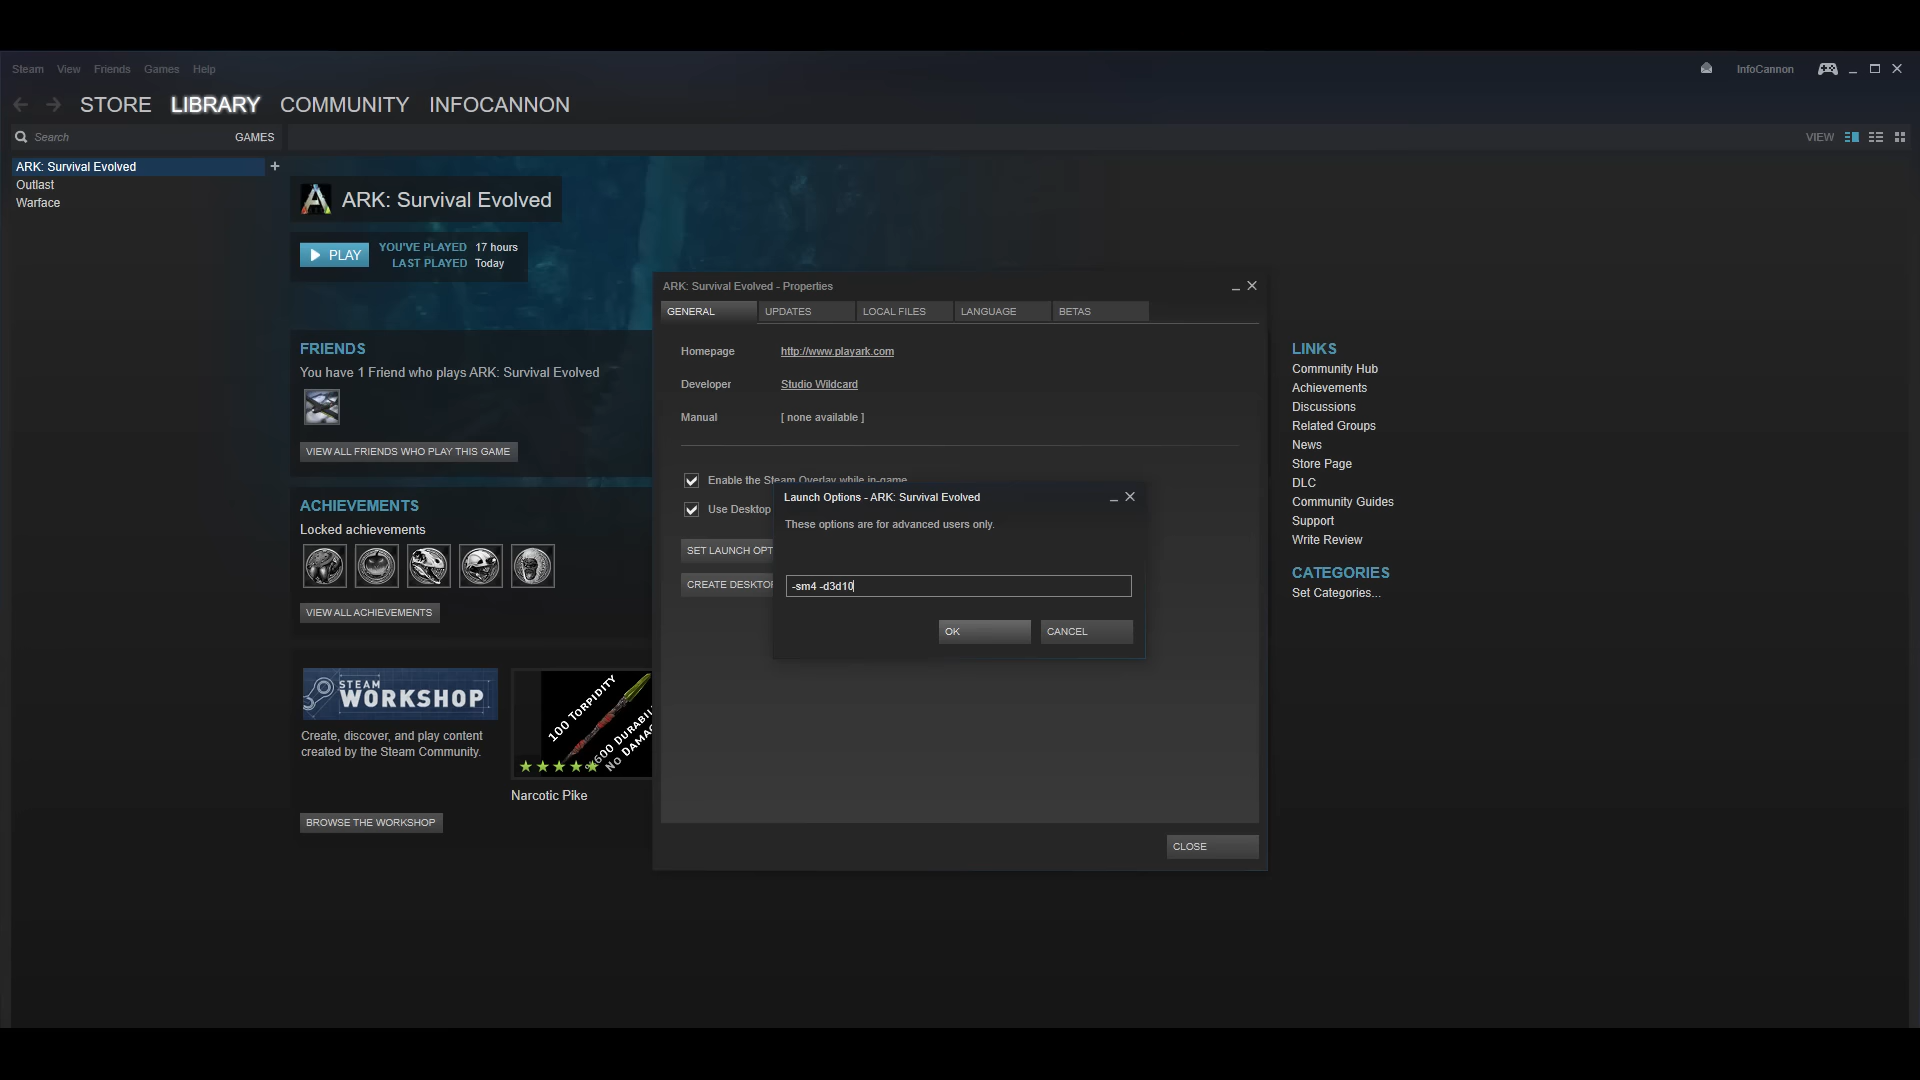 Steam View Friends Games Help
InfoCannon
STORE LIBRARY COMMUNITY INFOCANNON
Search GAMES
VIEW
ARK: Survival Evolved
Outlast
Warface
ARK: Survival Evolved
PLAY
YOU'VE PLAYED 17 hours
LAST PLAYED Today
FRIENDS
You have 1 Friend who plays ARK: Survival Evolved
VIEW ALL FRIENDS WHO PLAY THIS GAME
ACHIEVEMENTS
Locked achievements
VIEW ALL ACHIEVEMENTS
STEAM
WORKSHOP
Create, discover, and play content
created by the Steam Community.
BROWSE THE WORKSHOP
100 TORPIDITY
%600 DURABIL
NO DAMA
Narcotic Pike
ARK: Survival Evolved - Properties
GENERAL UPDATES LOCAL FILES LANGUAGE BETAS
Homepage http://www.playark.com
Developer Studio Wildcard
Manual [ none available ]
Enable the Steam Overlay while in-game
Use Desktop
SET LAUNCH OPT
CREATE DESKTOP
Launch Options - ARK: Survival Evolved
These options are for advanced users only.
-sm4 -d3d10
OK CANCEL
CLOSE
LINKS
Community Hub
Achievements
Discussions
Related Groups
News
Store Page
DLC
Community Guides
Support
Write Review
CATEGORIES
Set Categories...